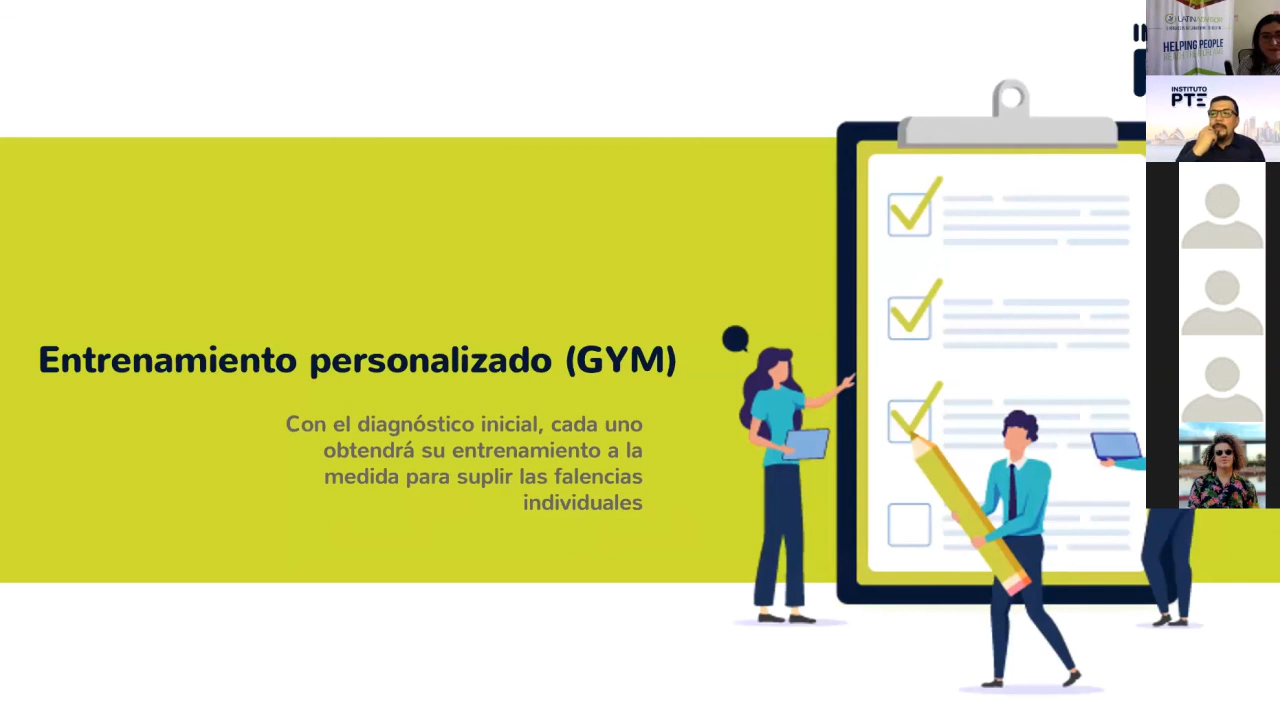 Entrenamiento personalizado (GYM)
Con el diagnóstico inicial, cada uno
obtendrá su entrenamiento a la
medida para suplir las falencias
individuales
LATINADVISOR
HELPING PEOPLE
INSTITUTO
PTE